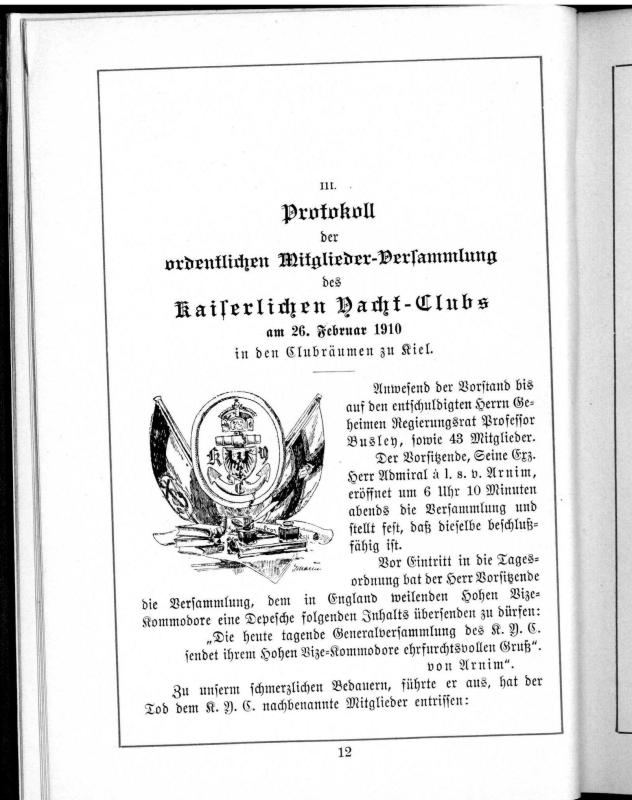 III.
Protokoll
der
ordentlichen Mitglieder-Versammlung
des
Kaiserlichen Yacht-Clubs
am 26. Februar 1910
in den Clubräumen zu Kiel.
Anwesend der Vorstand bis
auf den entschuldigten Herrn Ge-
heimen Regierungsrat Professor
Busley, sowie 43 Mitglieder.
Der Vorsitzende, Seine Exz.
Herr Admiral à l. s. v. Arnim,
eröffnet um 6 Uhr 10 Minuten
abends die Versammlung und
stellt fest, daß dieselbe beschluß-
fähig ist.
Vor Eintritt in die Tages-
ordnung bat der Herr Vorsitzende
die Versammlung, dem in England weilenden Hohen Vize-
Kommodore eine Depesche folgenden Inhalts übersenden zu dürfen:
„Die heute tagende Generalversammlung des K. Y. C.
sendet ihrem Hohen Vize-Kommodore ehrfurchtsvollen Gruß“.
von Arnim“.
Zu unserm schmerzlichen Bedauern, führte er aus, hat der
Tod dem K. Y. C. nachbenannte Mitglieder entrissen:
K Y C
12